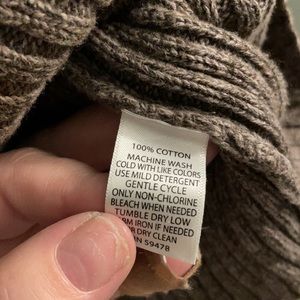 100% COTTON
MACHINE WASH
COLD WITH LIKE COLORS
USE MILD DETERGENT
GENTLE CYCLE
ONLY NON-CHLORINE
BLEACH WHEN NEEDED
TUMBLE DRY LOW
IRON IF NEEDED
DRY CLEAN
59478